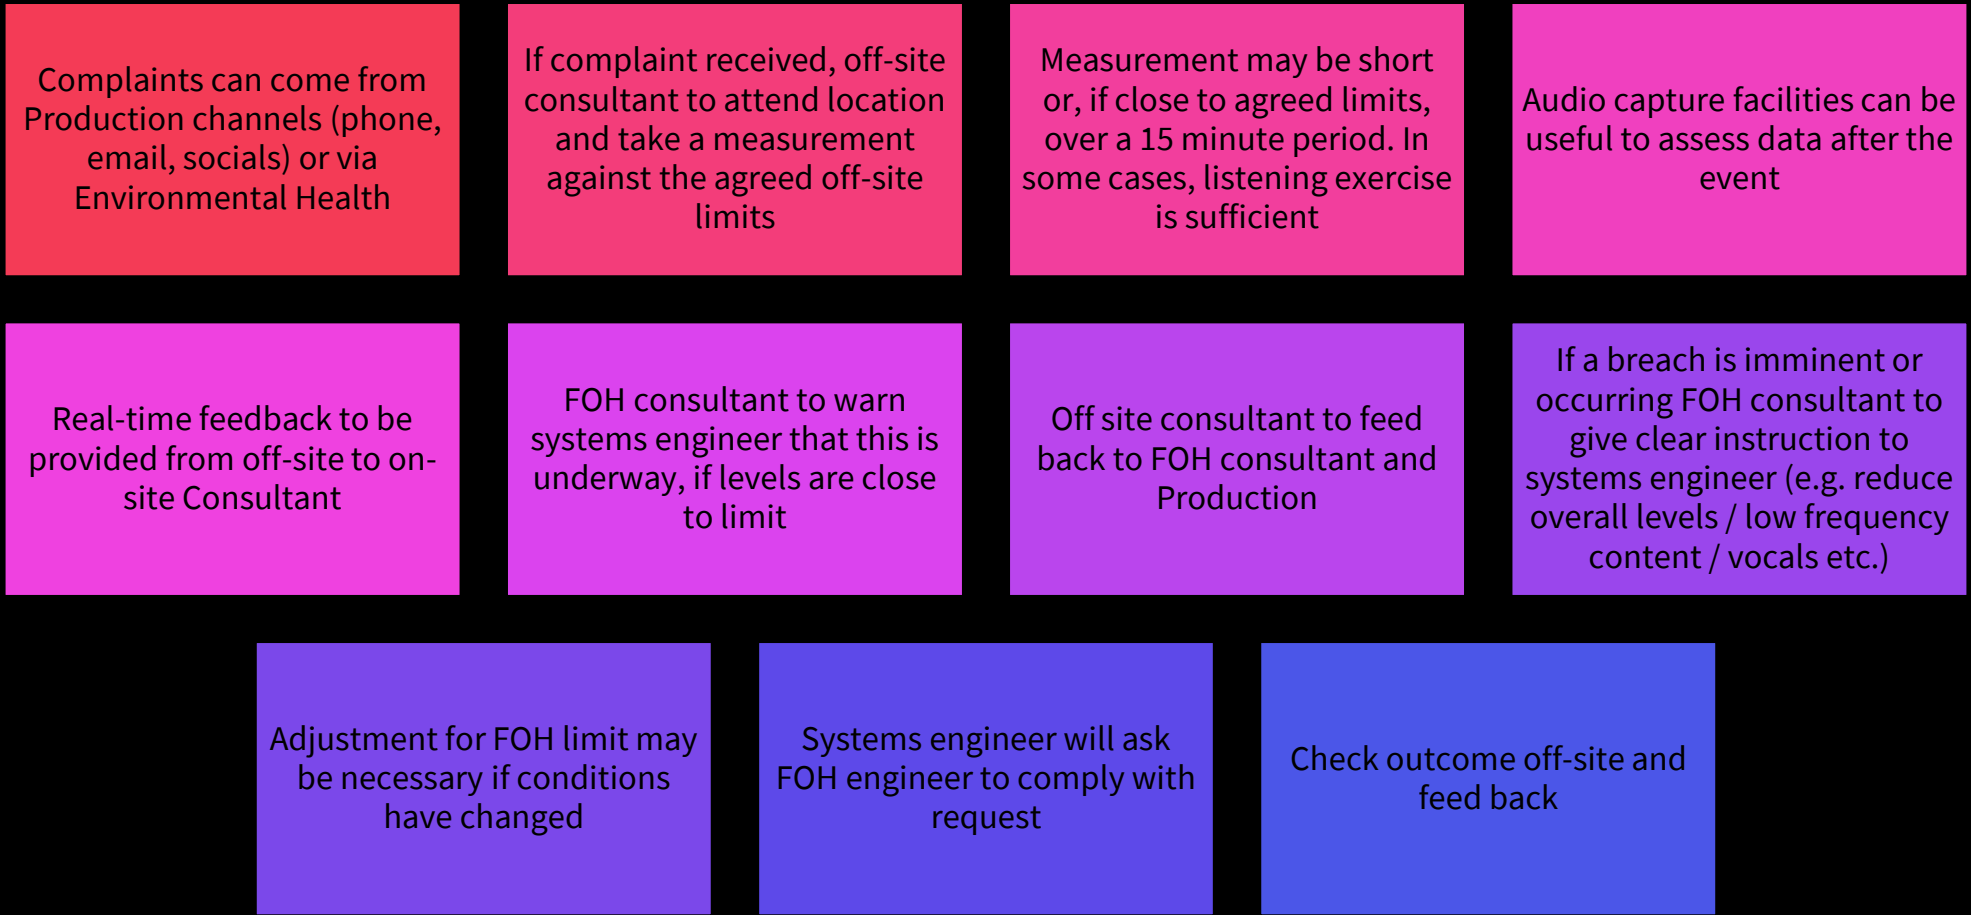 Complaints can come from
Production channels (phone,
email, socials) or via
Environmental Health
If complaint received, off-site
consultant to attend location
and take a measurement
against the agreed off-site
limits
Measurement may be short
or, if close to agreed limits,
over a 15 minute period. In
some cases, listening exercise
is sufficient
Audio capture facilities can be
useful to assess data after the
event
Real-time feedback to be
provided from off-site to on-
site Consultant
FOH consultant to warn
systems engineer that this is
underway, if levels are close
to limit
Off site consultant to feed
back to FOH consultant and
Production
If a breach is imminent or
occurring FOH consultant to
give clear instruction to
systems engineer (e.g. reduce
overall levels / low frequency
content / vocals etc.)
Adjustment for FOH limit may
be necessary if conditions
have changed
Systems engineer will ask
FOH engineer to comply with
request
Check outcome off-site and
feed back